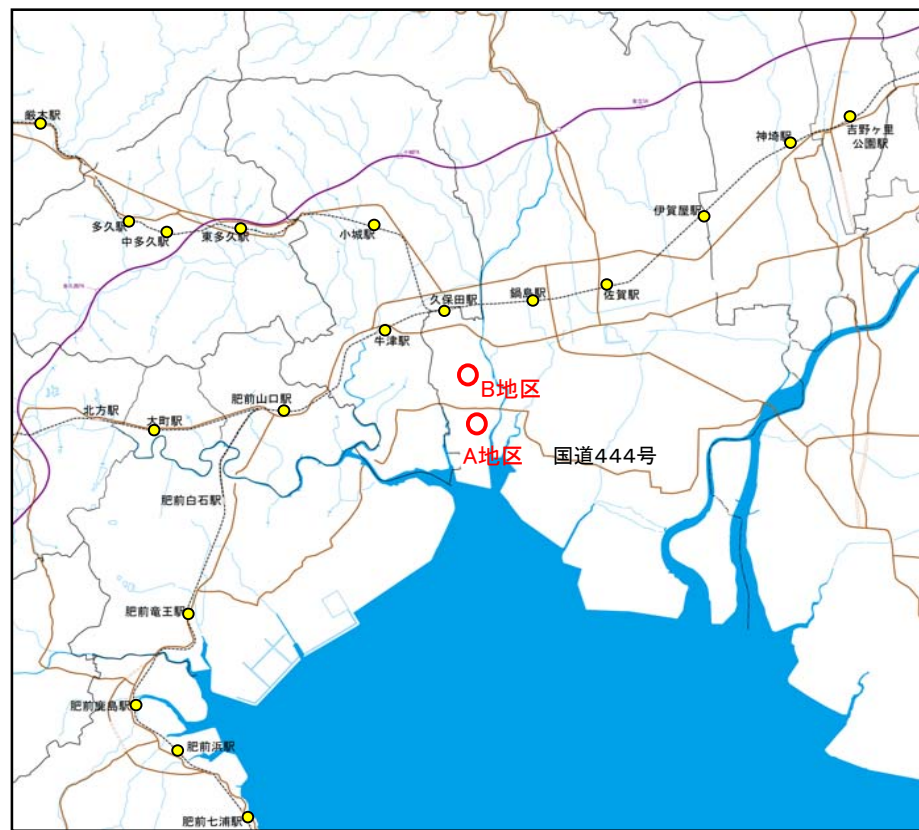 厳木駅
神埼駅
吉野ヶ里
公園駅
多久駅
中多久駅
東多久駅
小城駅
伊賀屋駅
久保田駅
鍋島駅
佐賀駅
牛津駅
B地区
北方駅
大町駅
肥前山口駅
A地区
国道444号
肥前白石駅
肥前竜王駅
肥前鹿島駅
肥前浜駅
肥前七浦駅